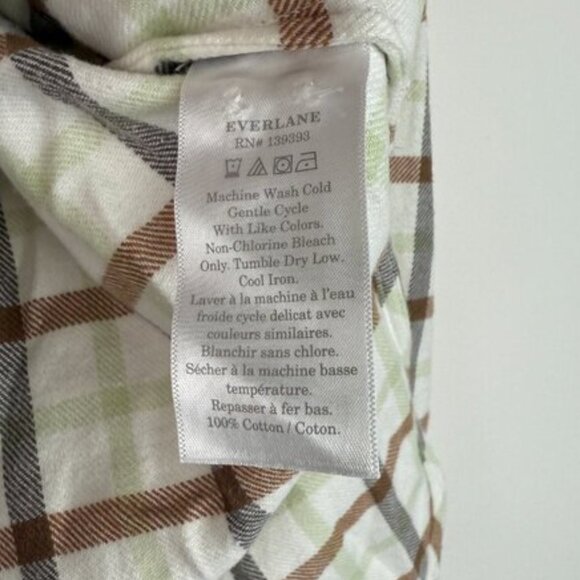 EVERLANE
RN# 139393
Machine Wash Cold
Gentle Cycle
With Like Colors.
Non-Chlorine Bleach
Only. Tumble Dry Low.
Cool Iron.
Laver à la machine à l'eau
froide cycle delicat avec
couleurs similaires.
Blanchir sans chlore.
Sécher à la machine basse
température.
Repasser à fer bas.
100% Cotton / Coton.